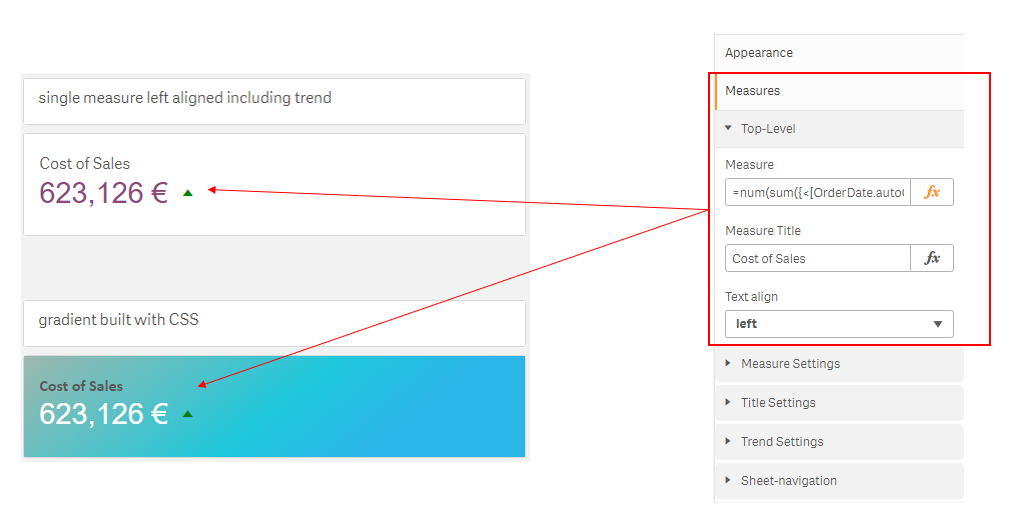 single measure left aligned including trend
Cost of Sales
623,126 €
gradient built with CSS
Cost of Sales
623,126 €
Appearance
Measures
Top-Level
Measure
=num(sum({<[OrderDate.auto
fx
Measure Title
Cost of Sales
fx
Text align
left
Measure Settings
Title Settings
Trend Settings
Sheet-navigation